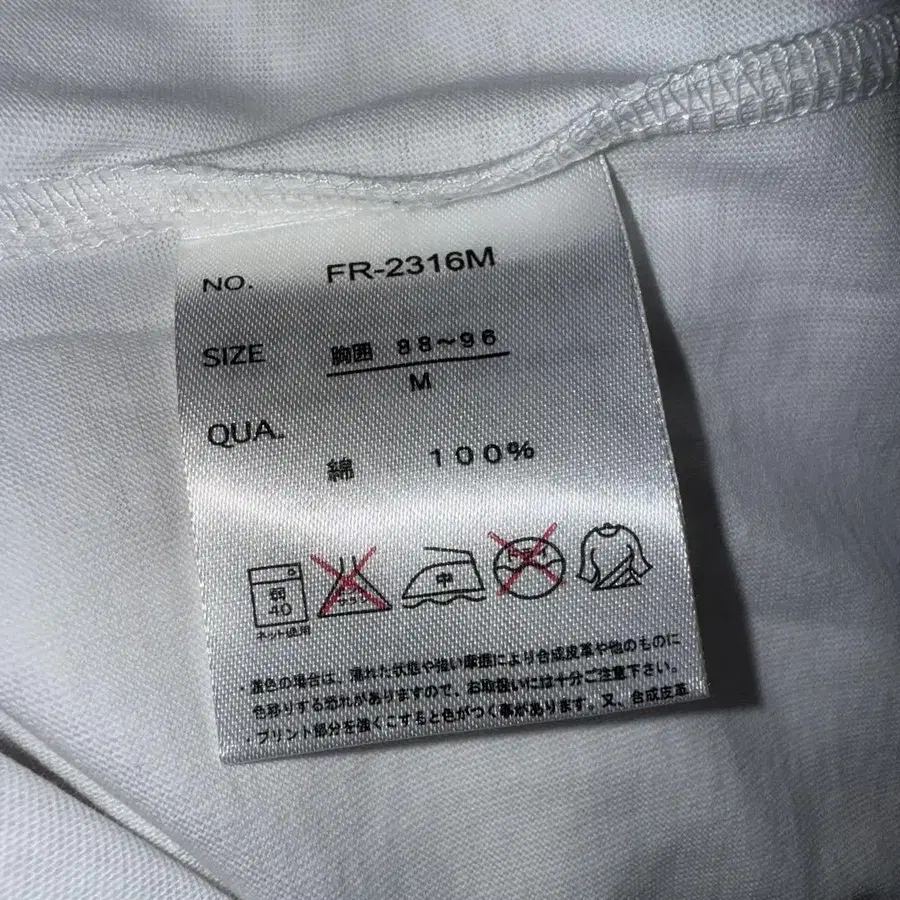 NO. FR-2316M
SIZE 胸囲 88～96
M
QUA.
綿 100%
弱
40
中
ネット使用
・濃色の場合は、濡れた状態や強い摩擦により合成皮革や他のものに
色移りする恐れがありますので、お取扱いには十分ご注意下さい。
・プリント部分を強くこすると色がつく事があります。又、合成皮革